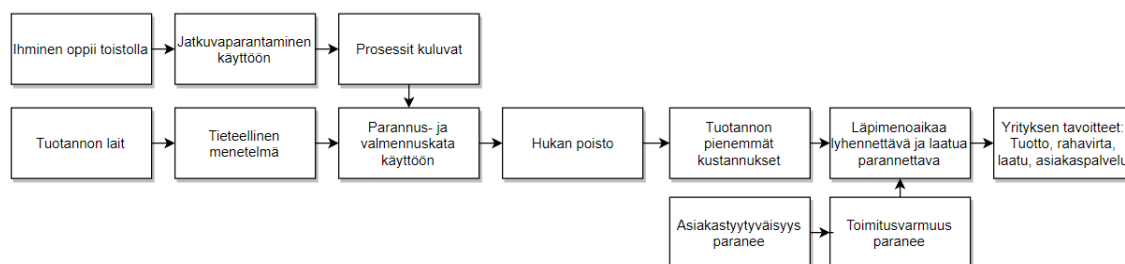 Ihminen oppii toistolla
Jatkuvaparantaminen
käyttöön
Prosessit kuluvat
Tuotannon lait
Tieteellinen
menetelmä
Parannus- ja
valmennuskata
käyttöön
Hukan poisto
Tuotannon
pienemmät
kustannukset
Läpimenoaikaa
lyhennettävä ja laatua
parannettava
Yrityksen tavoitteet:
Tuotto, rahavirta,
laatu, asiakaspalvelu
Asiakastyytyväisyys
paranee
Toimitusvarmuus
paranee